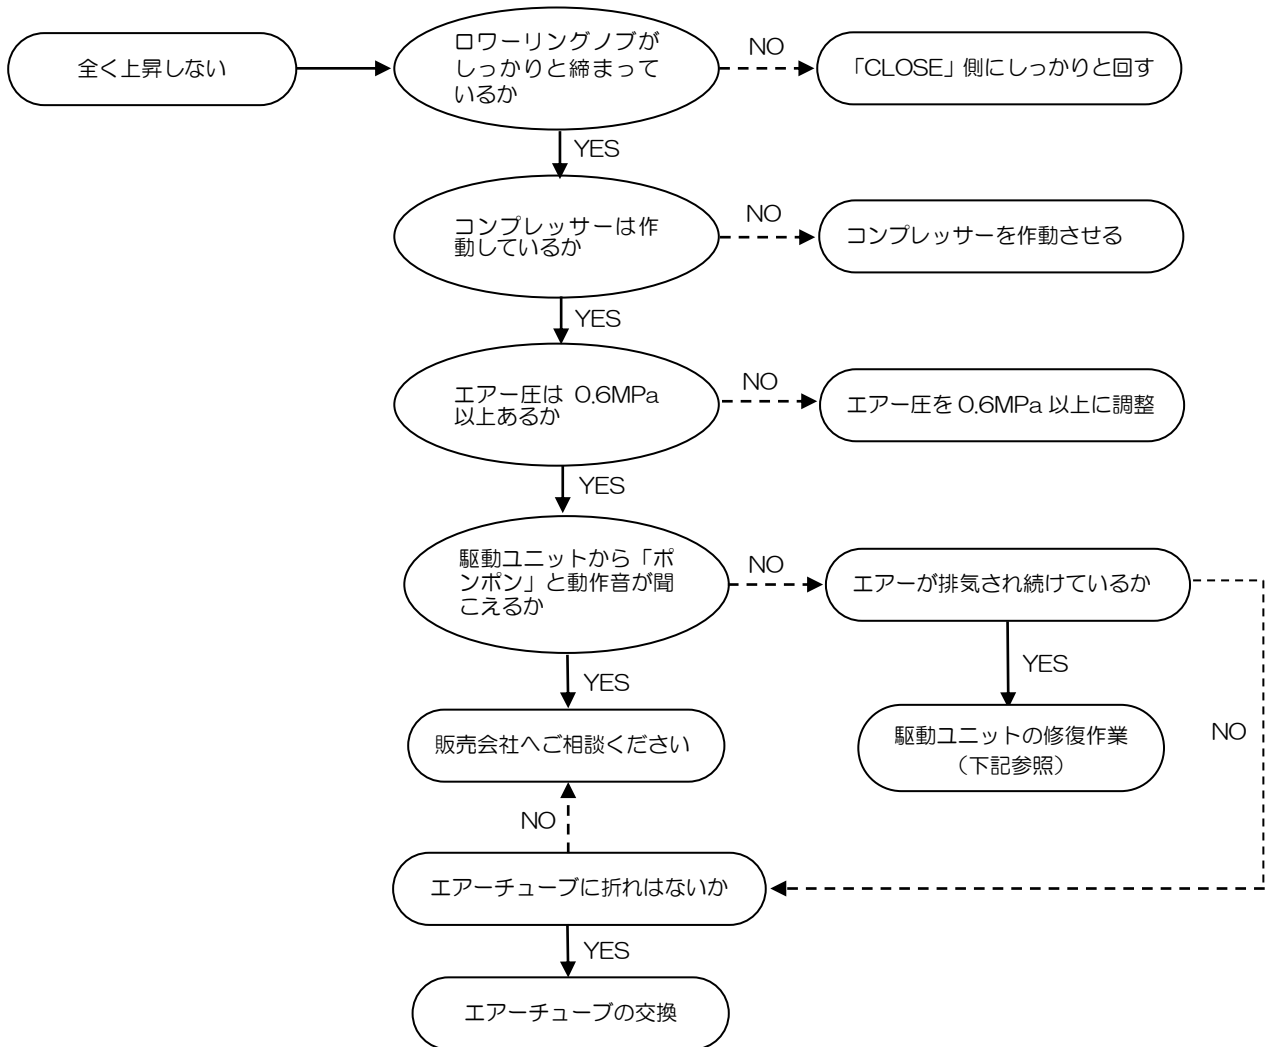 全く上昇しない
ロワーリングノブが
しっかりと締まって
いるか
NO
「CLOSE」側にしっかりと回す
YES
コンプレッサーは作
動しているか
NO
コンプレッサーを作動させる
YES
エアー圧は 0.6MPa
以上あるか
NO
エアー圧を 0.6MPa 以上に調整
YES
駆動ユニットから「ポ
ンポン」と動作音が聞
こえるか
NO
エアーが排気され続けているか
YES
YES
販売会社へご相談ください
駆動ユニットの修復作業
（下記参照）
NO
NO
エアーチューブに折れはないか
YES
エアーチューブの交換